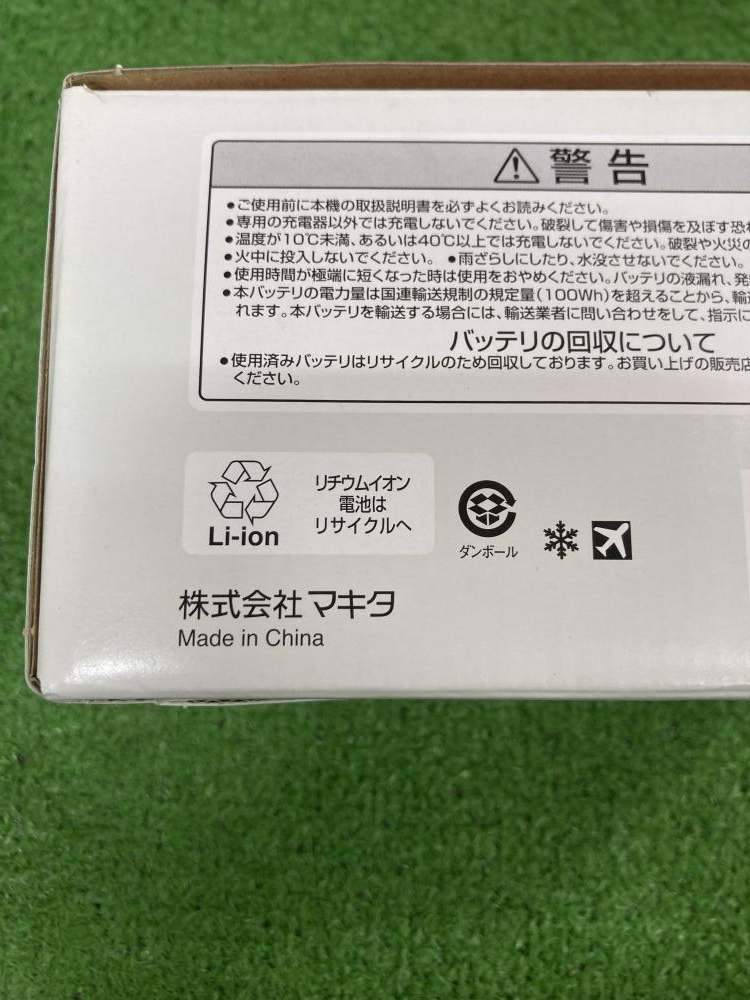 警告
●ご使用前に本機の取扱説明書を必ずよくお読みください。
●専用の充電器以外では充電しないでください。破裂して傷害や損傷を及ぼす恐
●温度が10℃未満、あるいは40℃以上では充電しないでください。破裂や火災の
●火中に投入しないでください。 ●雨ざらしにしたり、水没させないでください。
●使用時間が極端に短くなった時は使用をおやめください。バッテリの液漏れ、発
●本バッテリの電力量は国連輸送規制の規定量(100Wh)を超えることから、輸
れます。本バッテリを輸送する場合には、輸送業者に問い合わせをして、指示に
バッテリの回収について
●使用済みバッテリはリサイクルのため回収しております。お買い上げの販売店
ください。
リチウムイオン
電池は
リサイクルへ
Li-ion
ダンボール
株式会社マキタ
Made in China